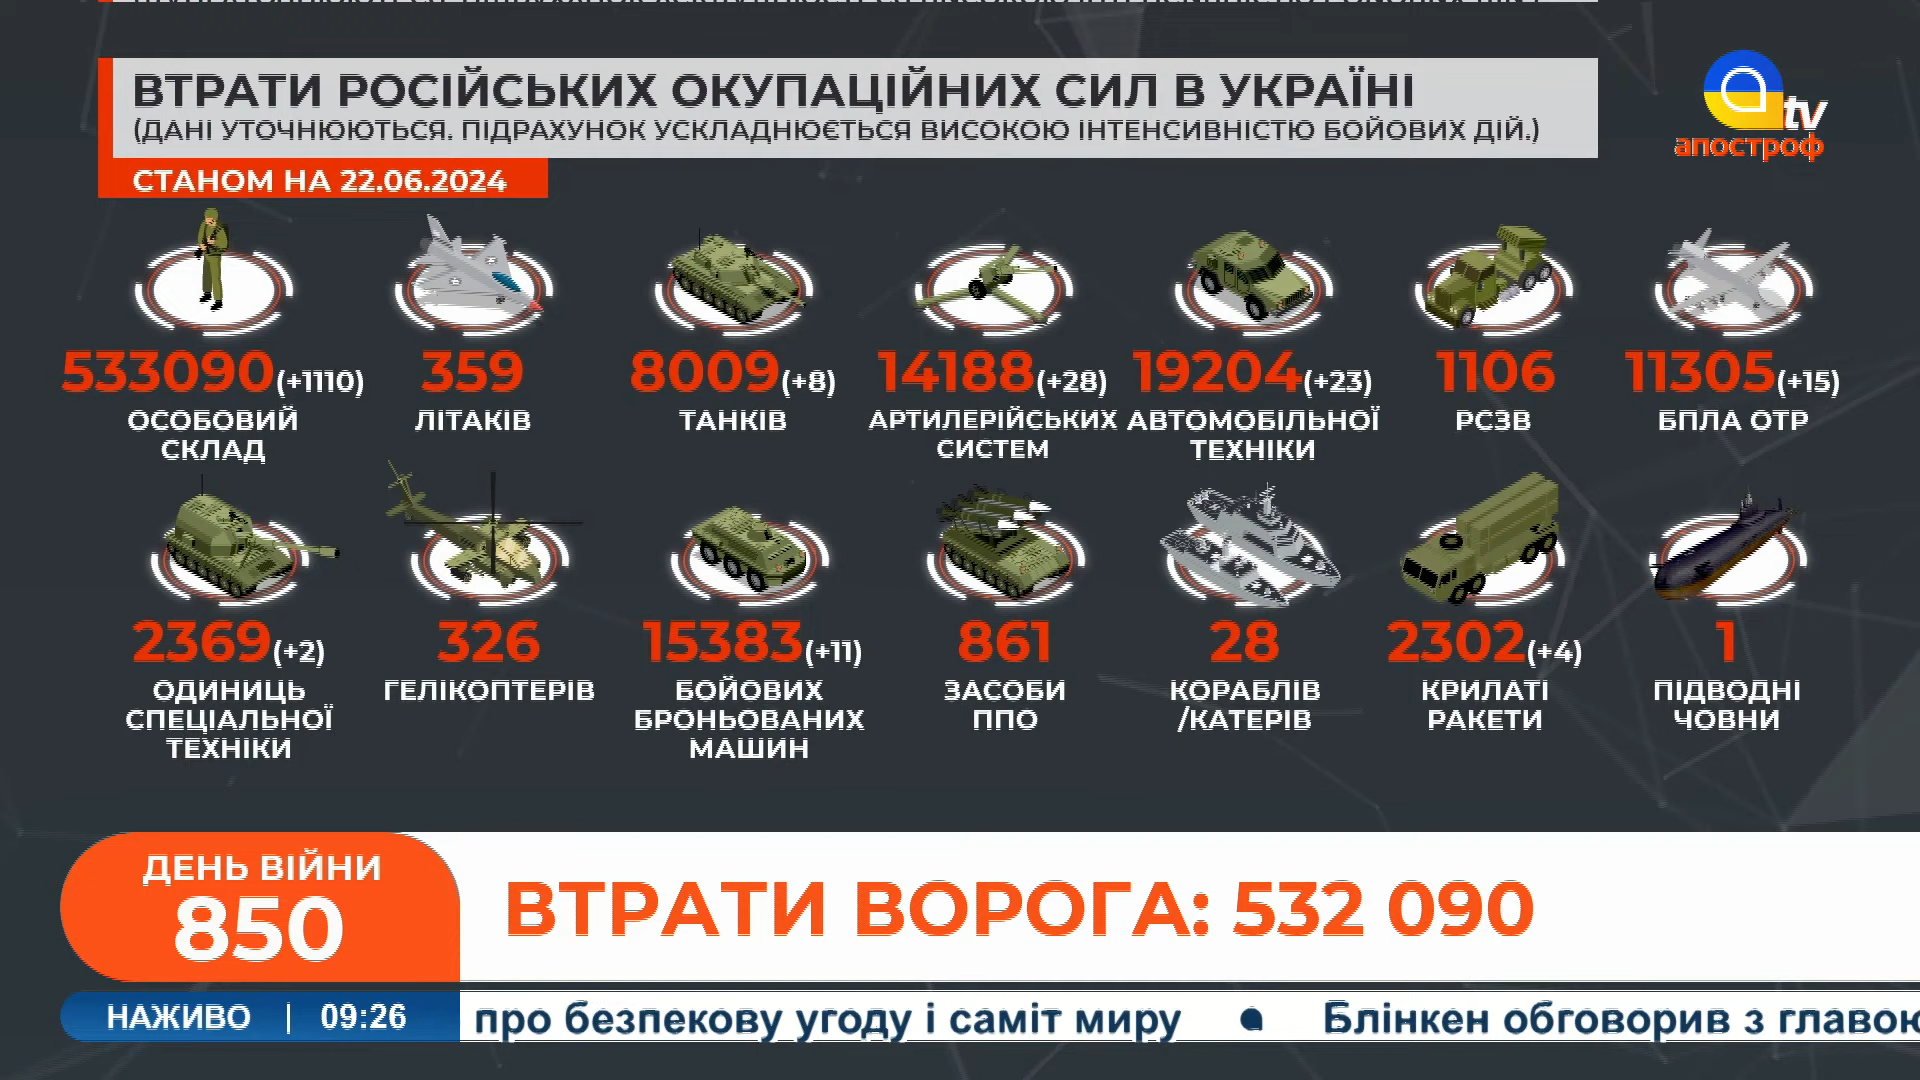 ВТРАТИ РОСІЙСЬКИХ ОКУПАЦІЙНИХ СИЛ В УКРАЇНІ
(ДАНІ УТОЧНЮЮТЬСЯ. ПІДРАХУНОК УСКЛАДНЮЄТЬСЯ ВИСОКОЮ ІНТЕНСИВНІСТЮ БОЙОВИХ ДІЙ.)
СТАНОМ НА 22.06.2024
tv
апостроф
533090(+1110)
ОСОБОВИЙ
СКЛАД
359
ЛІТАКІВ
8009(+8)
ТАНКІВ
14188(+28)
АРТИЛЕРІЙСЬКИХ
СИСТЕМ
19204(+23)
АВТОМОБІЛЬНОЇ
ТЕХНІКИ
1106
РСЗВ
11305(+15)
БПЛА ОТР
2369(+2)
ОДИНИЦЬ
СПЕЦІАЛЬНОЇ
ТЕХНІКИ
326
ГЕЛІКОПТЕРІВ
15383(+11)
БОЙОВИХ
БРОНЬОВАНИХ
МАШИН
861
ЗАСОБИ
ППО
28
КОРАБЛІВ
/КАТЕРІВ
2302(+4)
КРИЛАТІ
РАКЕТИ
1
ПІДВОДНІ
ЧОВНИ
ДЕНЬ ВІЙНИ
850
ВТРАТИ ВОРОГА: 532 090
НАЖИВО | 09:26
про безпекову угоду і саміт миру ● Блінкен обговорив з главою